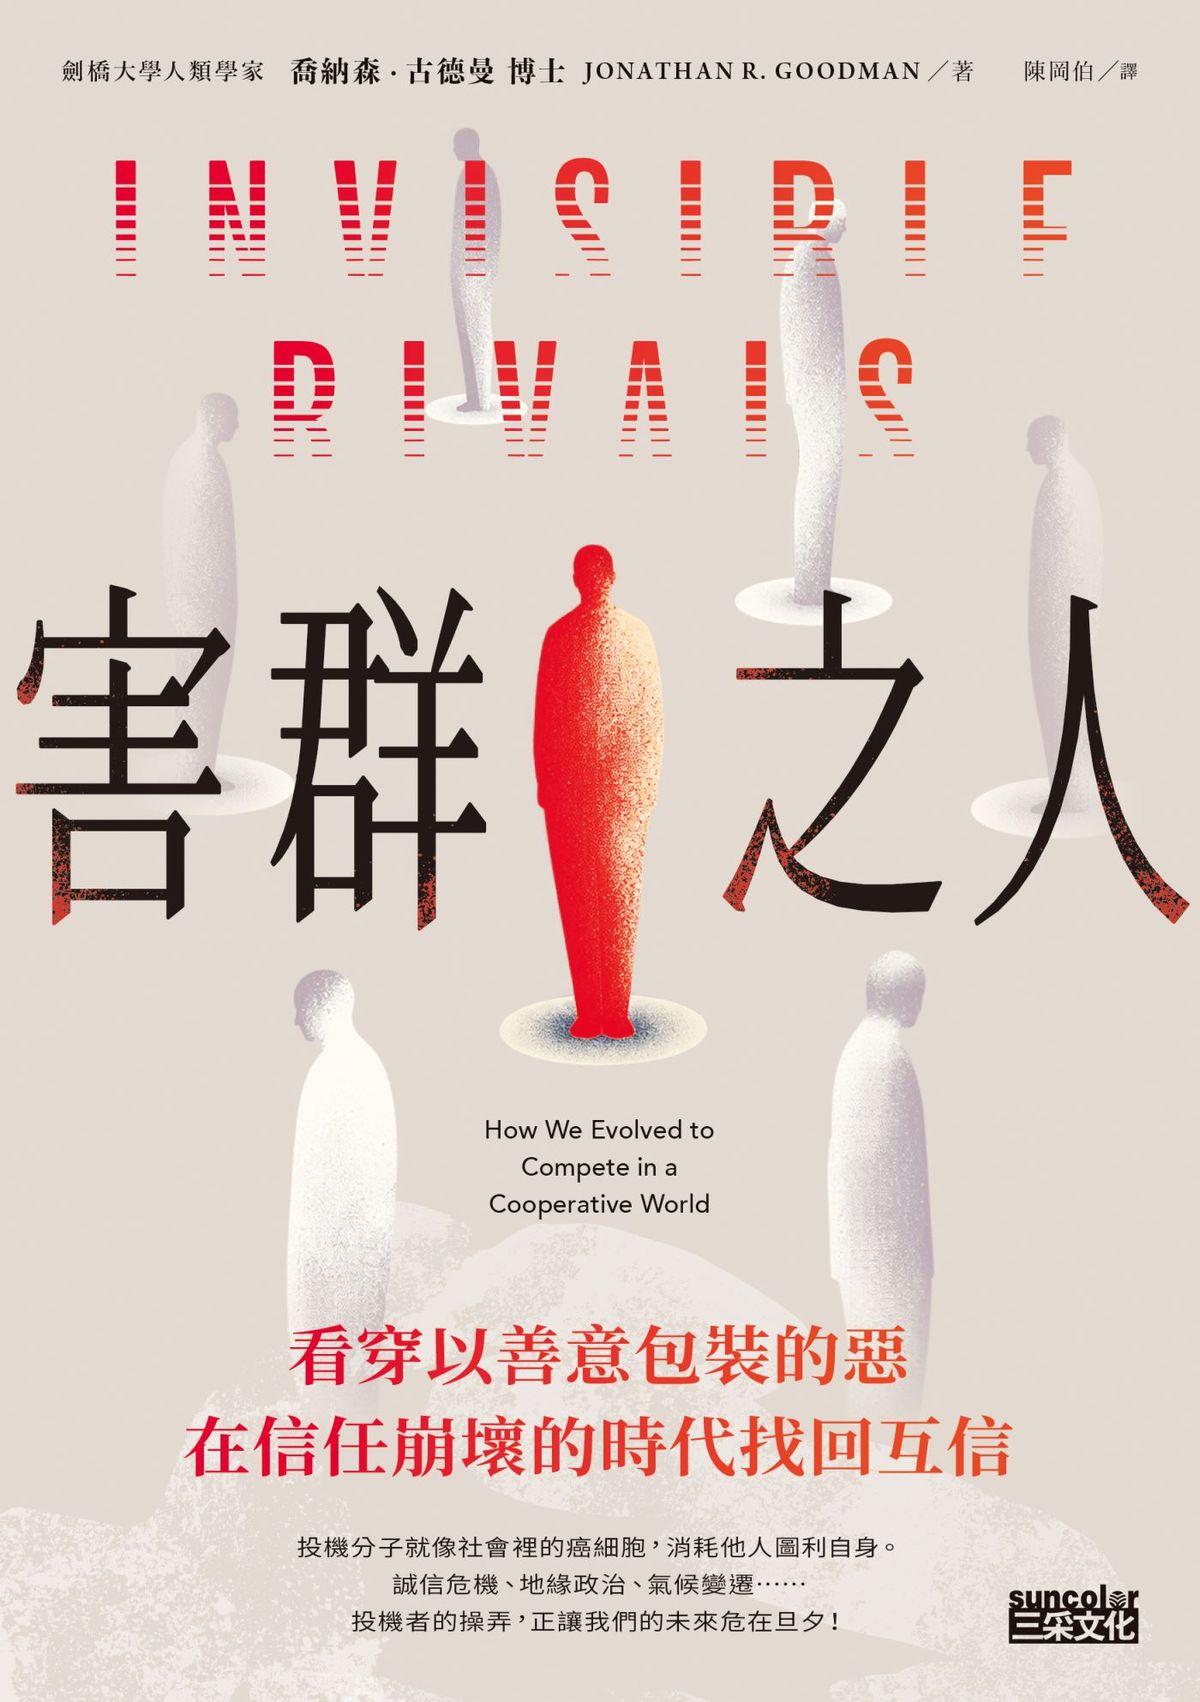 劍橋大學人類學家 喬納森·古德曼 博士 JONATHAN R. GOODMAN／著 陳岡伯／譯
INVISIBLE
RIVALS
害群之人
How We Evolved to
Compete in a
Cooperative World
看穿以善意包裝的惡
在信任崩壞的時代找回互信
投機分子就像社會裡的癌細胞，消耗他人圖利自身。
誠信危機、地緣政治、氣候變遷……
投機者的操弄，正讓我們的未來危在旦夕！
suncolor
三采文化